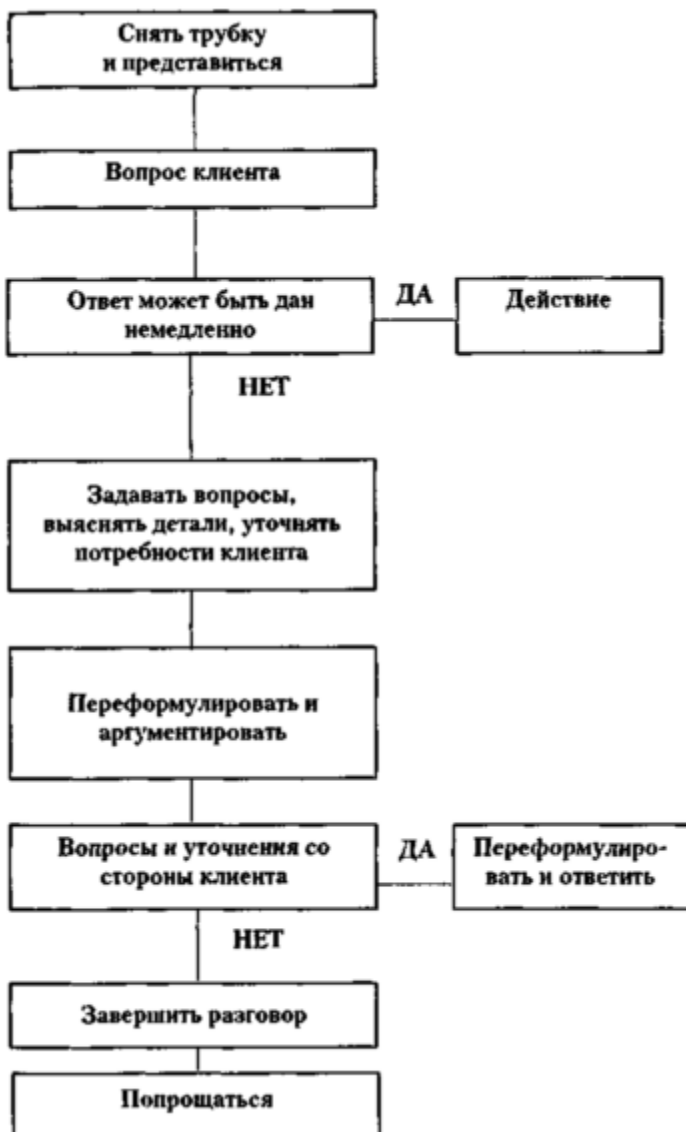 Снять трубку
и представиться
Вопрос клиента
Ответ может быть дан
немедленно
ДА
Действие
НЕТ
Задавать вопросы,
выяснять детали, уточнять
потребности клиента
Переформулировать и
аргументировать
Вопросы и уточнения со
стороны клиента
ДА
Переформулиро-
вать и ответить
НЕТ
Завершить разговор
Попрощаться